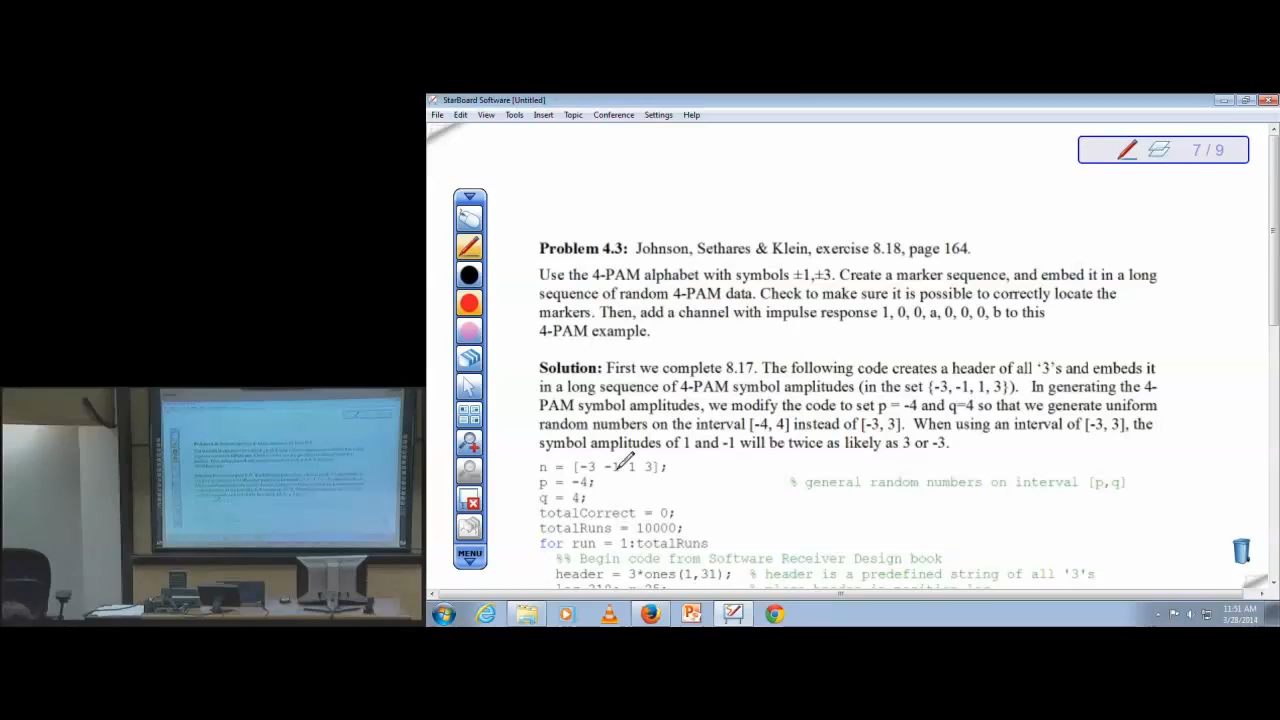 StarBoard Software [Untitled]
File Edit View Tools Insert Topic Conference Settings Help
7 / 9
Problem 4.3: Johnson, Sethares & Klein, exercise 8.18, page 164.
Use the 4-PAM alphabet with symbols ±1,±3. Create a marker sequence, and embed it in a long
sequence of random 4-PAM data. Check to make sure it is possible to correctly locate the
markers. Then, add a channel with impulse response 1, 0, 0, a, 0, 0, 0, b to this
4-PAM example.
Solution: First we complete 8.17. The following code creates a header of all ‘3’s and embeds it
in a long sequence of 4-PAM symbol amplitudes (in the set {-3, -1, 1, 3}). In generating the 4-
PAM symbol amplitudes, we modify the code to set p = -4 and q=4 so that we generate uniform
random numbers on the interval [-4, 4] instead of [-3, 3]. When using an interval of [-3, 3], the
symbol amplitudes of 1 and -1 will be twice as likely as 3 or -3.
n = [-3 -1 1 3];
p = -4; % general random numbers on interval [p,q]
q = 4;
totalCorrect = 0;
totalRuns = 10000;
for run = 1:totalRuns
%% Begin code from Software Receiver Design book
header = 3*ones(1,31); % header is a predefined string of all '3's
MENU
11:51 AM
3/28/2014